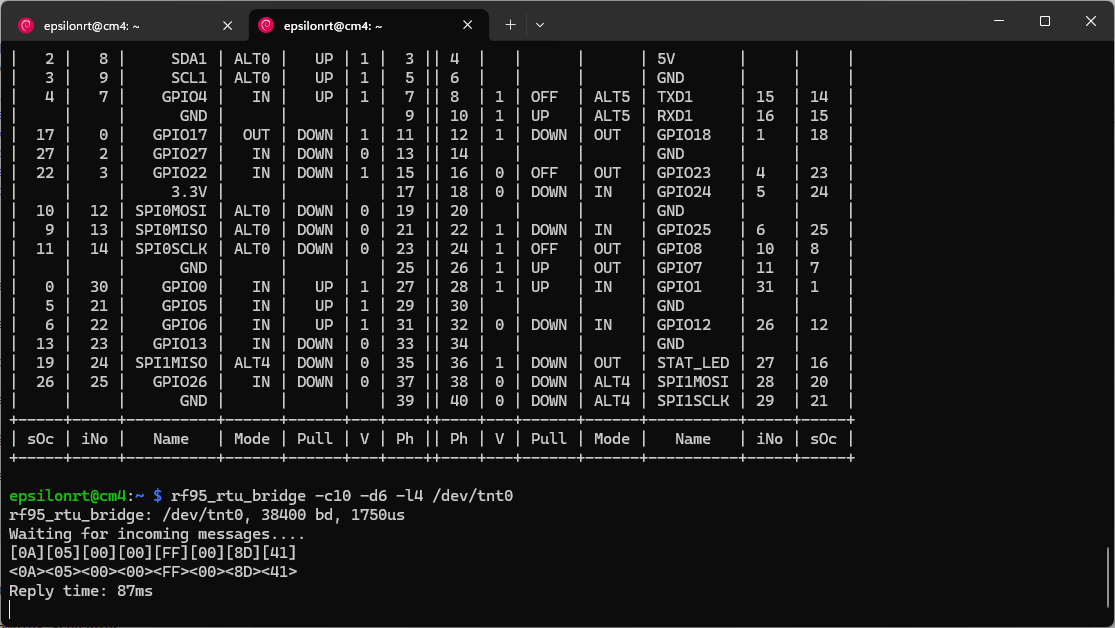 epsilonrt@cm4: ~ epsilonrt@cm4: ~
| 2 | 8 | SDA1 | ALT0 | UP | 1 | 3 || 4 | | | | 5V | | |
| 3 | 9 | SCL1 | ALT0 | UP | 1 | 5 || 6 | | | | GND | | |
| 4 | 7 | GPIO4 | IN | UP | 1 | 7 || 8 | 1 | OFF | ALT5 | TXD1 | 15 | 14 |
| | | GND | | | | 9 || 10 | 1 | UP | ALT5 | RXD1 | 16 | 15 |
| 17 | 0 | GPIO17 | OUT | DOWN | 1 | 11 || 12 | 1 | DOWN | OUT | GPIO18 | 1 | 18 |
| 27 | 2 | GPIO27 | IN | DOWN | 0 | 13 || 14 | | | | GND | | |
| 22 | 3 | GPIO22 | IN | DOWN | 1 | 15 || 16 | 0 | OFF | OUT | GPIO23 | 4 | 23 |
| | | 3.3V | | | | 17 || 18 | 0 | DOWN | IN | GPIO24 | 5 | 24 |
| 10 | 12 | SPI0MOSI | ALT0 | DOWN | 0 | 19 || 20 | | | | GND | | |
| 9 | 13 | SPI0MISO | ALT0 | DOWN | 0 | 21 || 22 | 1 | DOWN | IN | GPIO25 | 6 | 25 |
| 11 | 14 | SPI0SCLK | ALT0 | DOWN | 0 | 23 || 24 | 1 | OFF | OUT | GPIO8 | 10 | 8 |
| | | GND | | | | 25 || 26 | 1 | UP | OUT | GPIO7 | 11 | 7 |
| 0 | 30 | GPIO0 | IN | UP | 1 | 27 || 28 | 1 | UP | IN | GPIO1 | 31 | 1 |
| 5 | 21 | GPIO5 | IN | UP | 1 | 29 || 30 | | | | GND | | |
| 6 | 22 | GPIO6 | IN | UP | 1 | 31 || 32 | 0 | DOWN | IN | GPIO12 | 26 | 12 |
| 13 | 23 | GPIO13 | IN | DOWN | 0 | 33 || 34 | | | | GND | | |
| 19 | 24 | SPI1MISO | ALT4 | DOWN | 0 | 35 || 36 | 1 | DOWN | OUT | STAT_LED | 27 | 16 |
| 26 | 25 | GPIO26 | IN | DOWN | 0 | 37 || 38 | 0 | DOWN | ALT4 | SPI1MOSI | 28 | 20 |
| | | GND | | | | 39 || 40 | 0 | DOWN | ALT4 | SPI1SCLK | 29 | 21 |
+-----+-----+----------+------+------+---+----++----+---+------+------+----------+-----+-----+
| sOc | iNo | Name | Mode | Pull | V | Ph || Ph | V | Pull | Mode | Name | iNo | sOc |
+-----+-----+----------+------+------+---+----++----+---+------+------+----------+-----+-----+
epsilonrt@cm4:~ $ rf95_rtu_bridge -c10 -d6 -l4 /dev/tnt0
rf95_rtu_bridge: /dev/tnt0, 38400 bd, 1750us
Waiting for incoming messages....
[0A][05][00][00][FF][00][8D][41]
<0A><05><00><00><FF><00><8D><41>
Reply time: 87ms